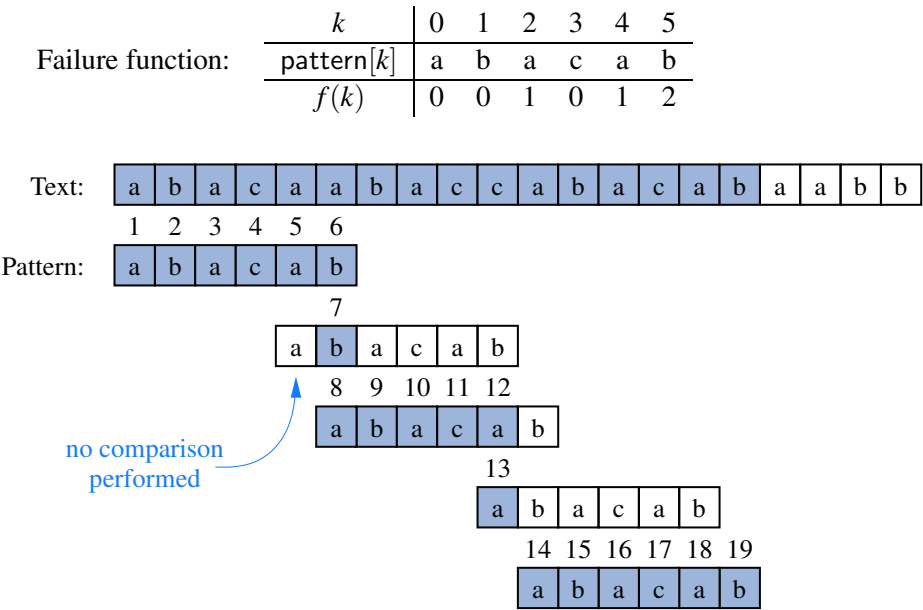 k 0 1 2 3 4 5
Failure function: pattern[k] a b a c a b
f(k) 0 0 1 0 1 2
Text: a b a c a a b a c c a b a c a b a a b b
1 2 3 4 5 6
Pattern: a b a c a b
7
a b a c a b
8 9 10 11 12
a b a c a b
no comparison
performed
13
a b a c a b
14 15 16 17 18 19
a b a c a b